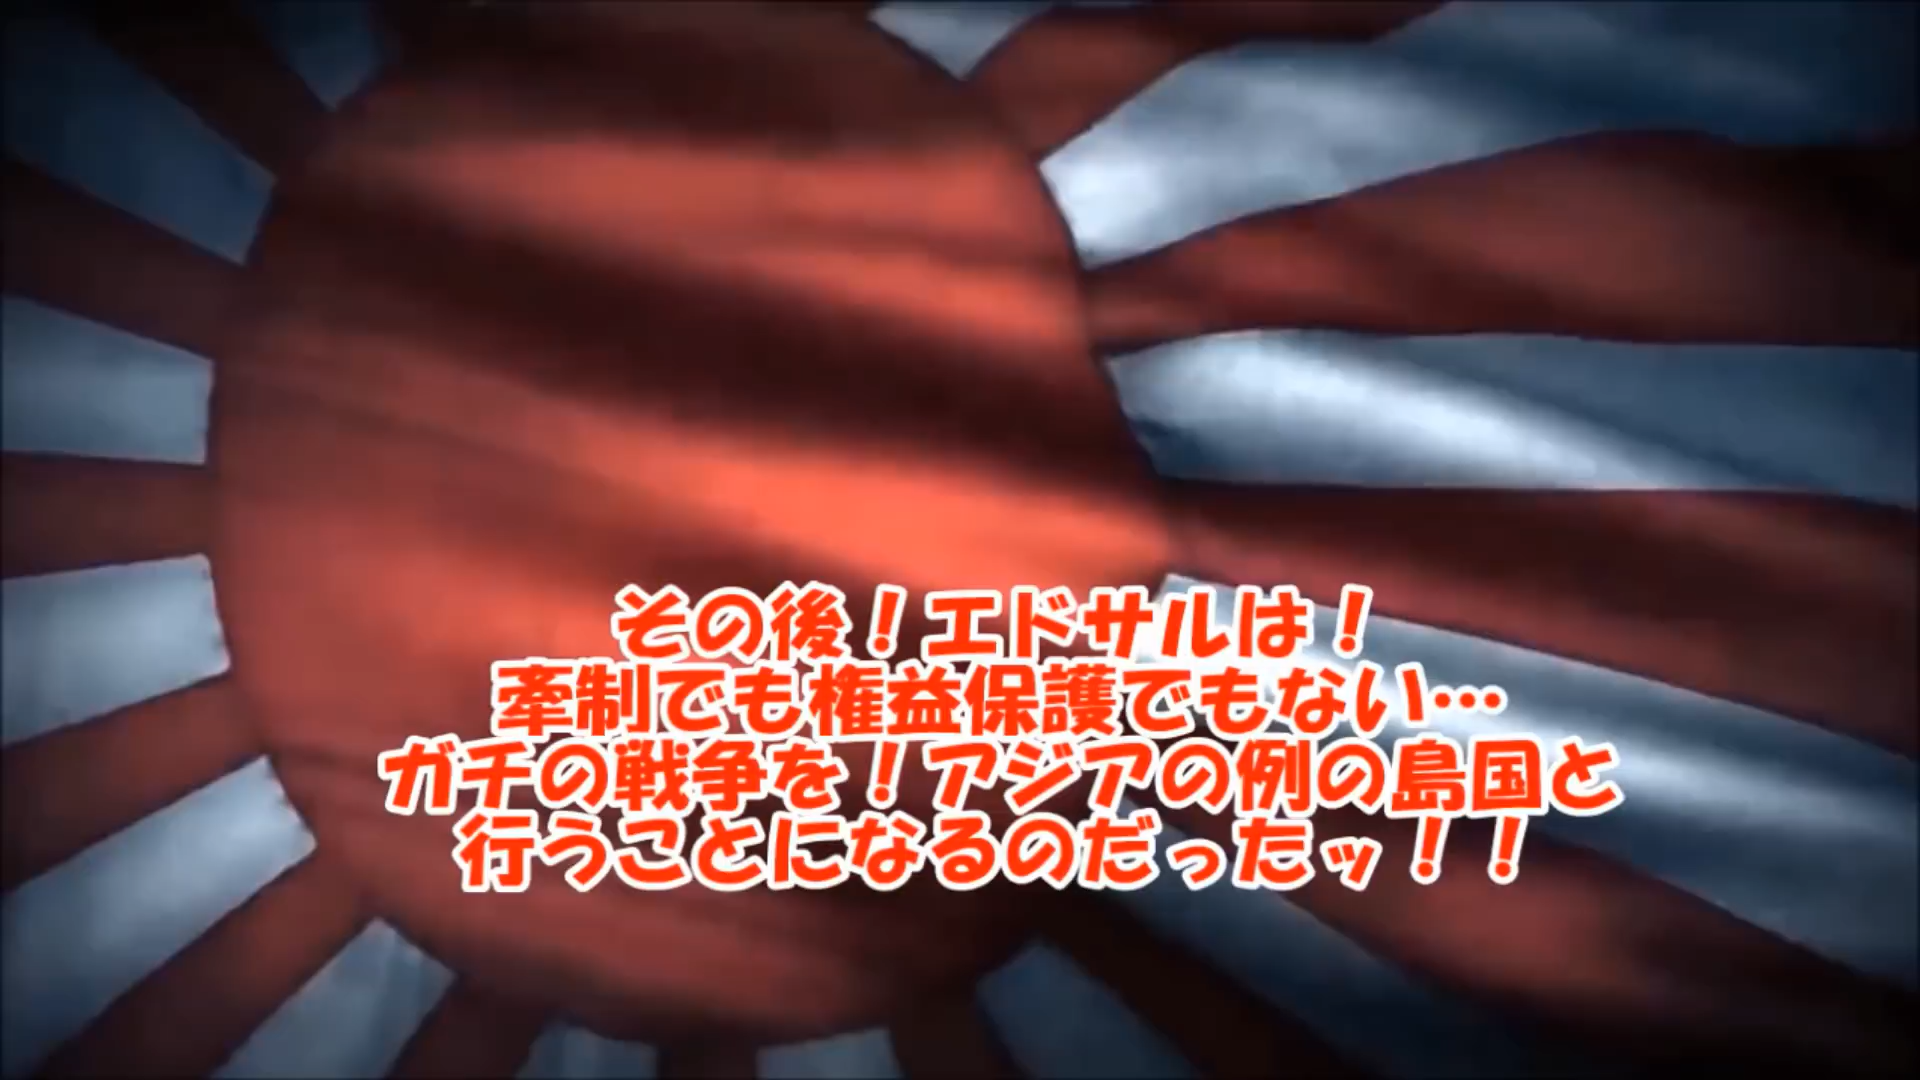 その後！エドサルは！
牽制でも権益保護でもない…
ガチの戦争を！アジアの例の島国と
行うことになるのだったッ！！